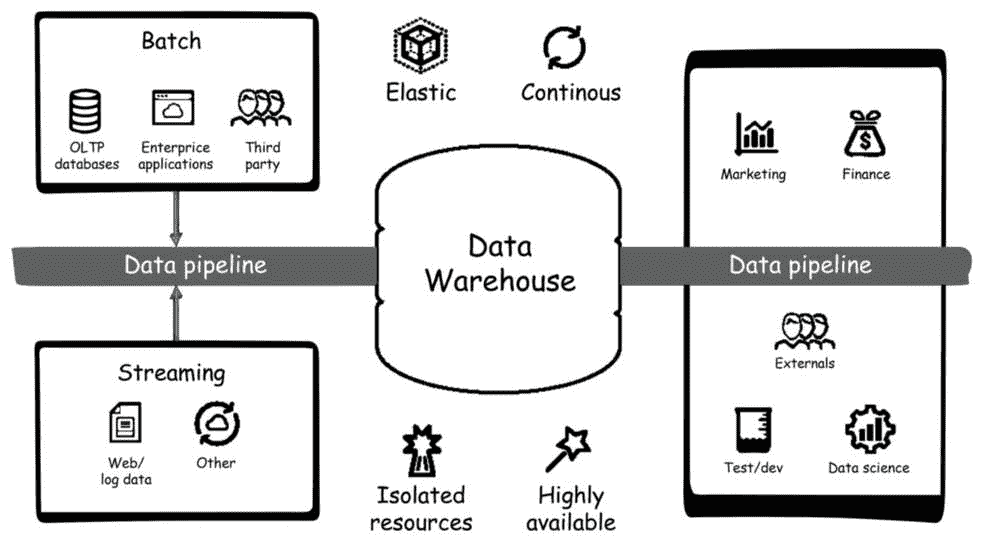 Batch
OLTP
databases
Enterprice
applications
Third
party
Data pipeline
Streaming
Web/
log data
Other
Elastic
Continous
Data
Warehouse
Isolated
resources
Highly
available
Marketing
Finance
$
Data pipeline
Externals
Test/dev
Data science